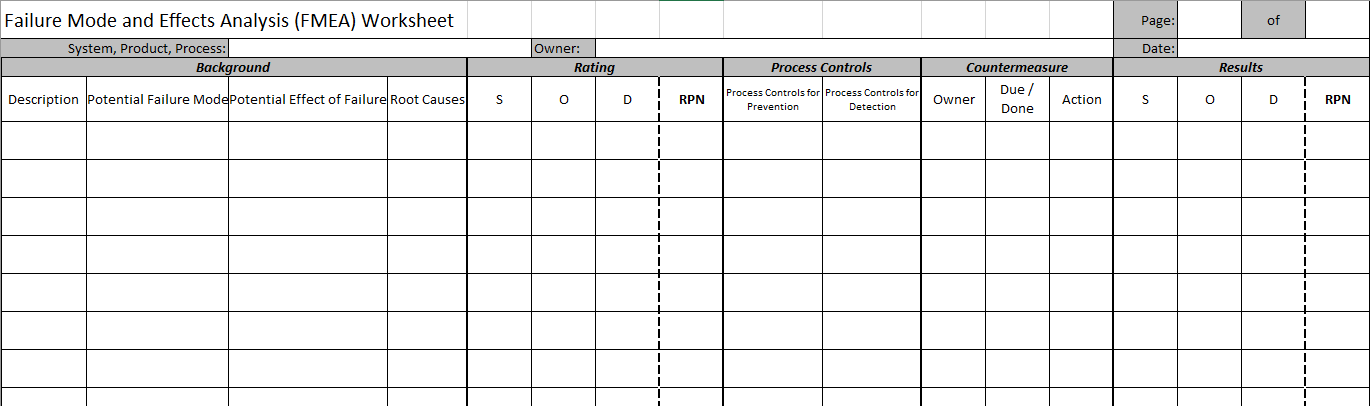 Failure Mode and Effects Analysis (FMEA) Worksheet Page: of
System, Product, Process: Owner: Date:
Background Rating Process Controls Countermeasure Results
Description Potential Failure Mode Potential Effect of Failure Root Causes S O D RPN Process Controls for Prevention Process Controls for Detection Owner Due / Done Action S O D RPN